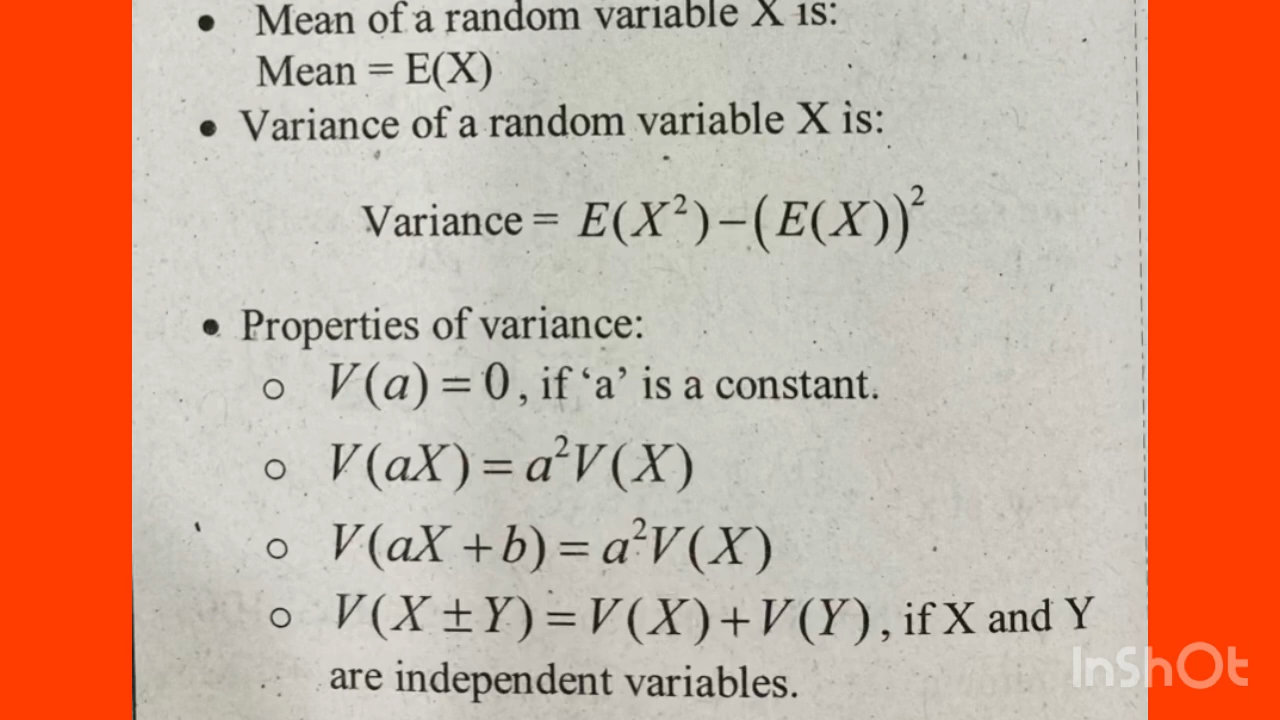 • Mean of a random variable X is:
Mean = E(X)
• Variance of a random variable X is:
Variance = E(X²)−(E(X))²
• Properties of variance:
○ V(a) = 0, if ‘a’ is a constant.
○ V(aX) = a²V(X)
○ V(aX + b) = a²V(X)
○ V(X ± Y) = V(X) + V(Y), if X and Y
are independent variables.
InShOt